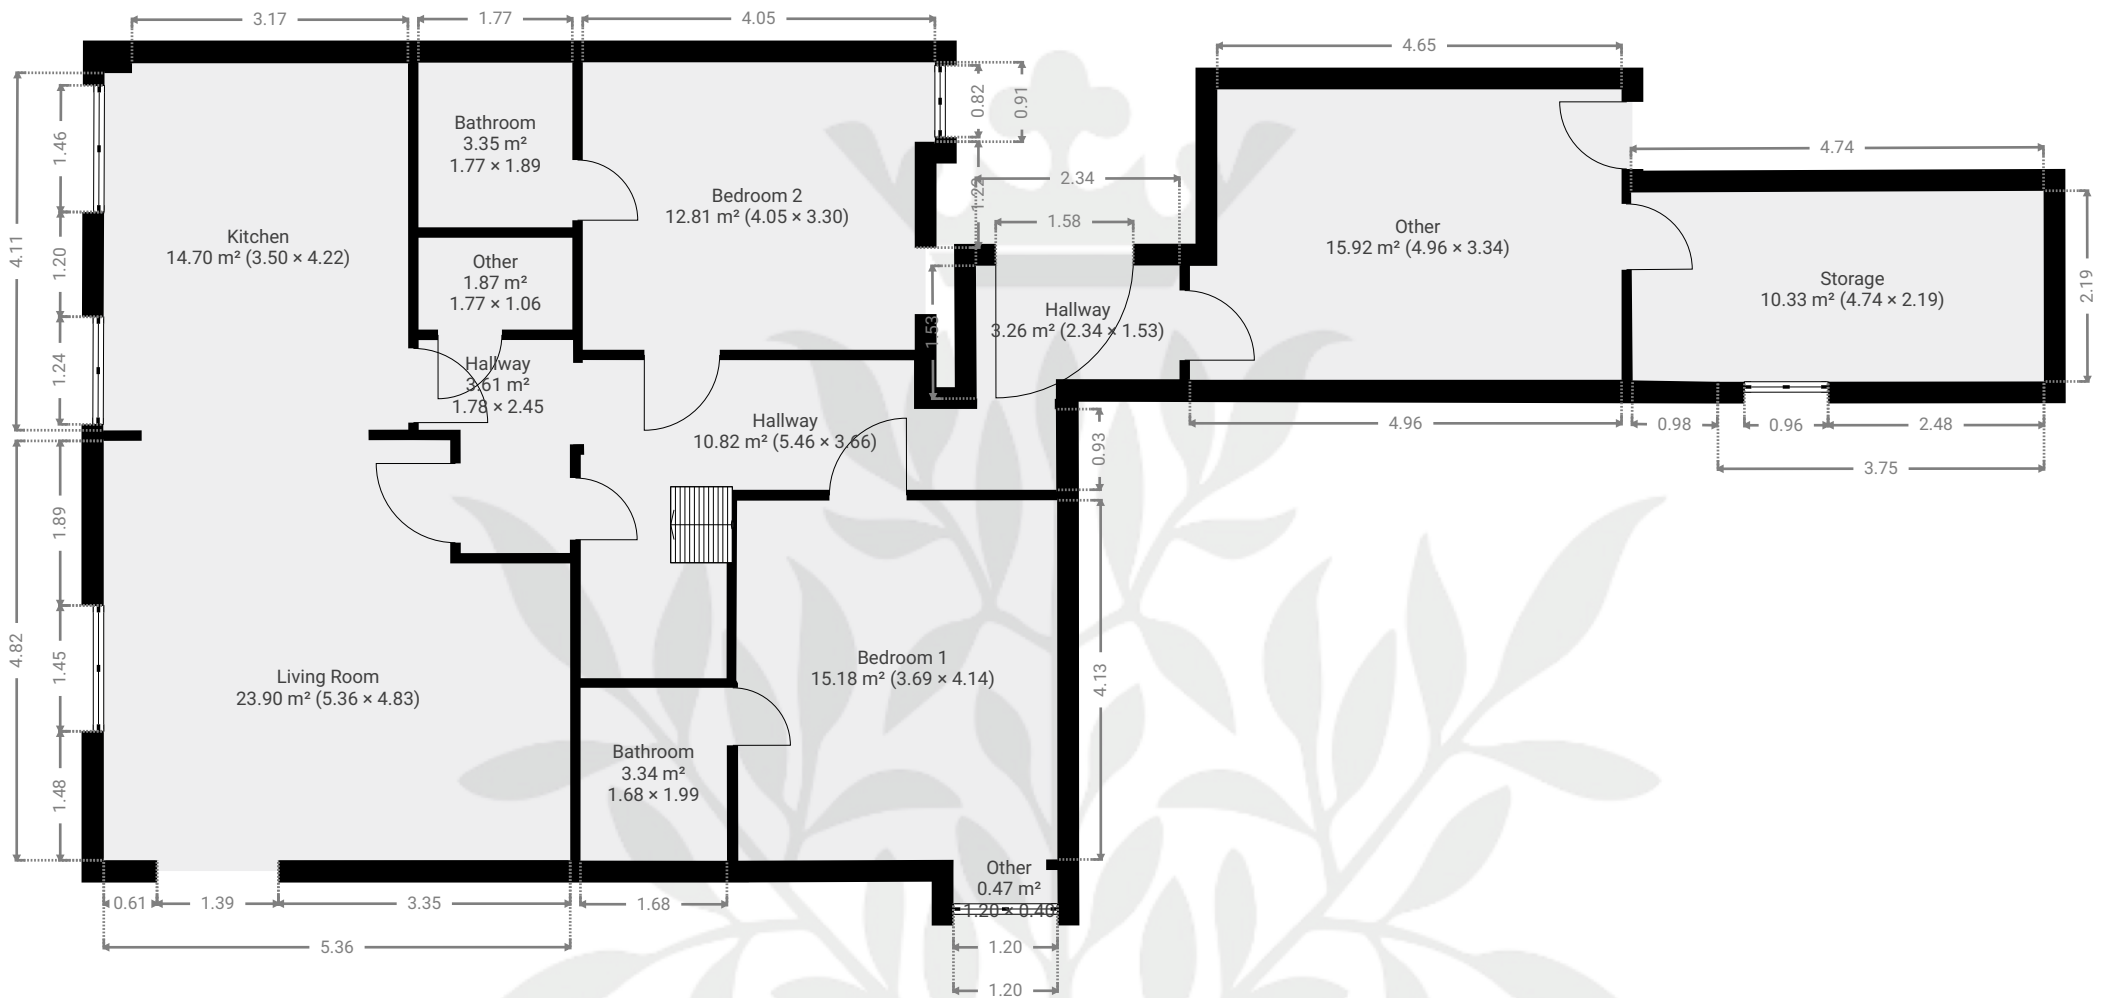 3.17
1.77
4.05
4.65
0.82
0.91
4.74
1.46
4.11
1.20
1.24
Bathroom
3.35 m²
1.77 × 1.89
Bedroom 2
12.81 m² (4.05 × 3.30)
1.22
2.34
1.58
Kitchen
14.70 m² (3.50 × 4.22)
Other
1.87 m²
1.77 × 1.06
Other
15.92 m² (4.96 × 3.34)
Storage
10.33 m² (4.74 × 2.19)
2.19
Hallway
3.61 m²
1.78 × 2.45
1.53
Hallway
3.26 m² (2.34 × 1.53)
Hallway
10.82 m² (5.46 × 3.66)
0.93
4.96
0.98
0.96
2.48
3.75
1.89
4.82
1.45
1.48
Living Room
23.90 m² (5.36 × 4.83)
Bedroom 1
15.18 m² (3.69 × 4.14)
4.13
Bathroom
3.34 m²
1.68 × 1.99
Other
0.47 m²
1.20 × 0.40
0.61
1.39
3.35
1.68
5.36
1.20
1.20